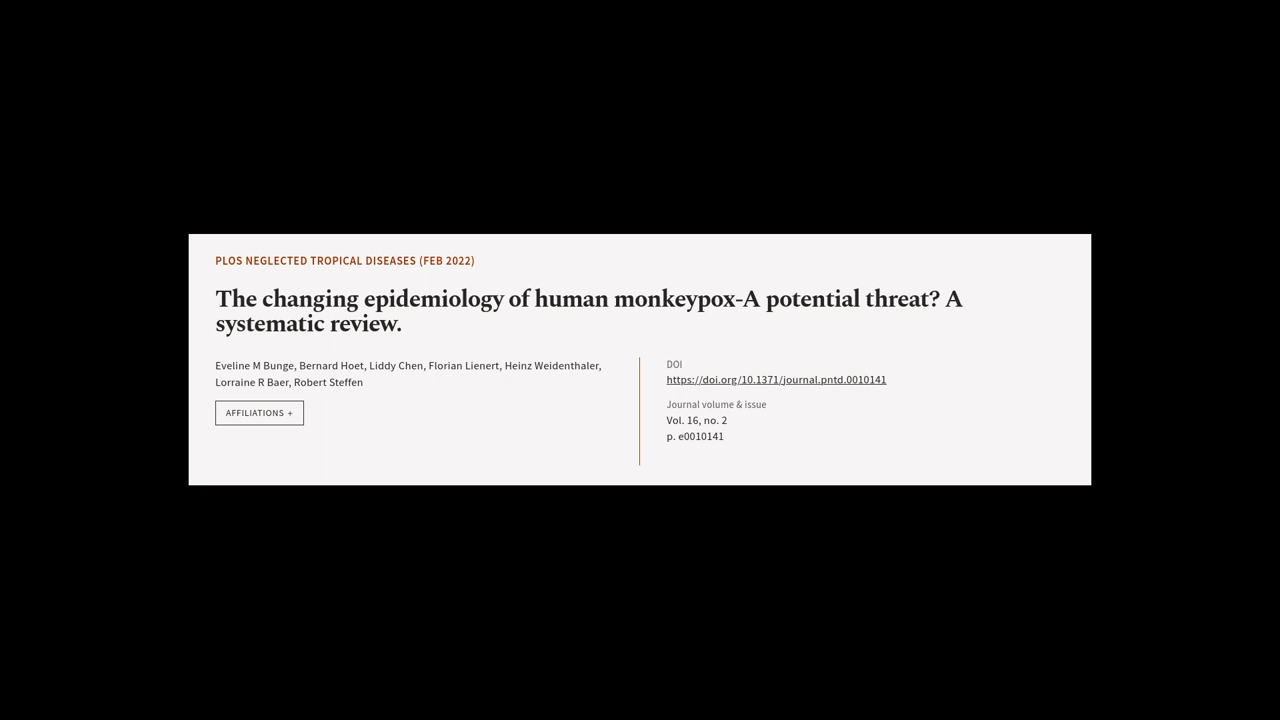 PLOS NEGLECTED TROPICAL DISEASES (FEB 2022)
The changing epidemiology of human monkeypox-A potential threat? A
systematic review.
Eveline M Bunge, Bernard Hoet, Liddy Chen, Florian Lienert, Heinz Weidenthaler,
Lorraine R Baer, Robert Steffen
AFFILIATIONS +
DOI
https://doi.org/10.1371/journal.pntd.0010141
Journal volume & issue
Vol. 16, no. 2
p. e0010141